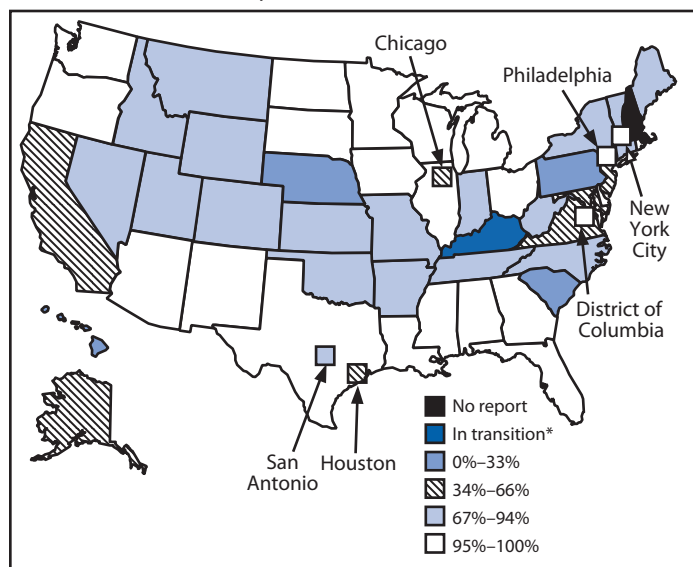 Chicago
Philadelphia
New
York
City
District of
Columbia
San
Antonio
Houston
No report
In transition*
0%–33%
34%–66%
67%–94%
95%–100%